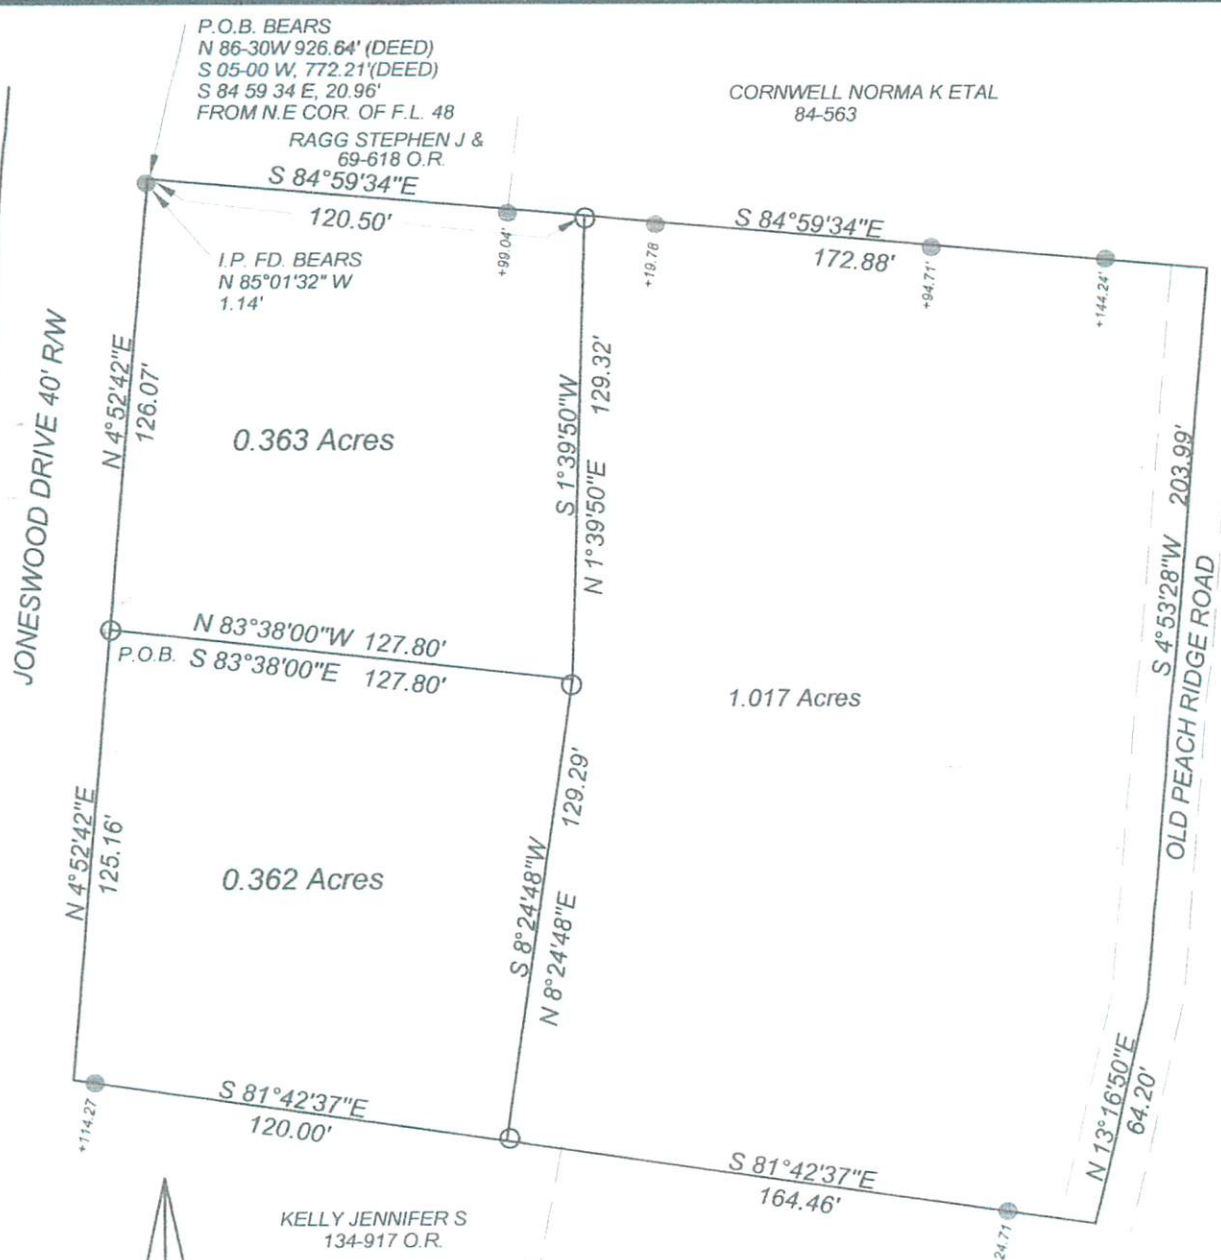 P.O.B. BEARS
N 86-30W 926.64' (DEED)
S 05-00 W, 772.21'(DEED)
S 84 59 34 E, 20.96'
FROM N.E COR. OF F.L. 48
RAGG STEPHEN J &
69-618 O.R.
CORNWELL NORMA K ETAL
84-563
S 84°59'34"E
120.50'
S 84°59'34"E
172.88'
+99.04'
+19.78
+94.71'
+144.24'
I.P. FD. BEARS
N 85°01'32" W
1.14'
JONESWOOD DRIVE 40' R/W
N 4°52'42"E
126.07'
0.363 Acres
S 1°39'50"W 129.32'
N 1°39'50"E
S 4°53'28"W 203.99'
OLD PEACH RIDGE ROAD
N 83°38'00"W 127.80'
P.O.B. S 83°38'00"E 127.80'
1.017 Acres
N 4°52'42"E
125.16'
0.362 Acres
S 8°24'48"W 129.29'
N 8°24'48"E
N 13°16'50"E
64.20'
+114.27
S 81°42'37"E
120.00'
S 81°42'37"E
164.46'
24.71
KELLY JENNIFER S
134-917 O.R.